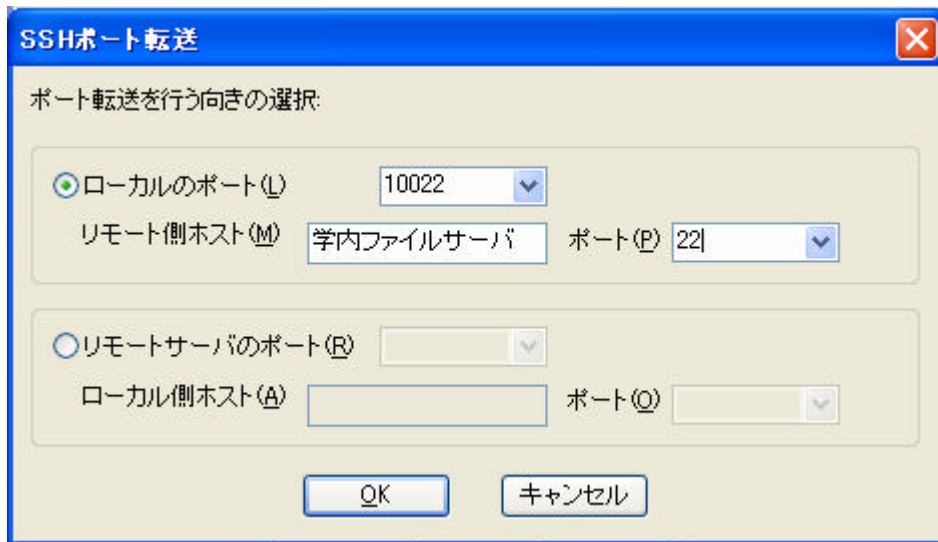 SSHポート転送
ポート転送を行う向きの選択:
ローカルのポート(L) 10022
リモート側ホスト(M) 学内ファイルサーバ ポート(P) 22
リモートサーバのポート(R)
ローカル側ホスト(A) ポート(O)
OK キャンセル